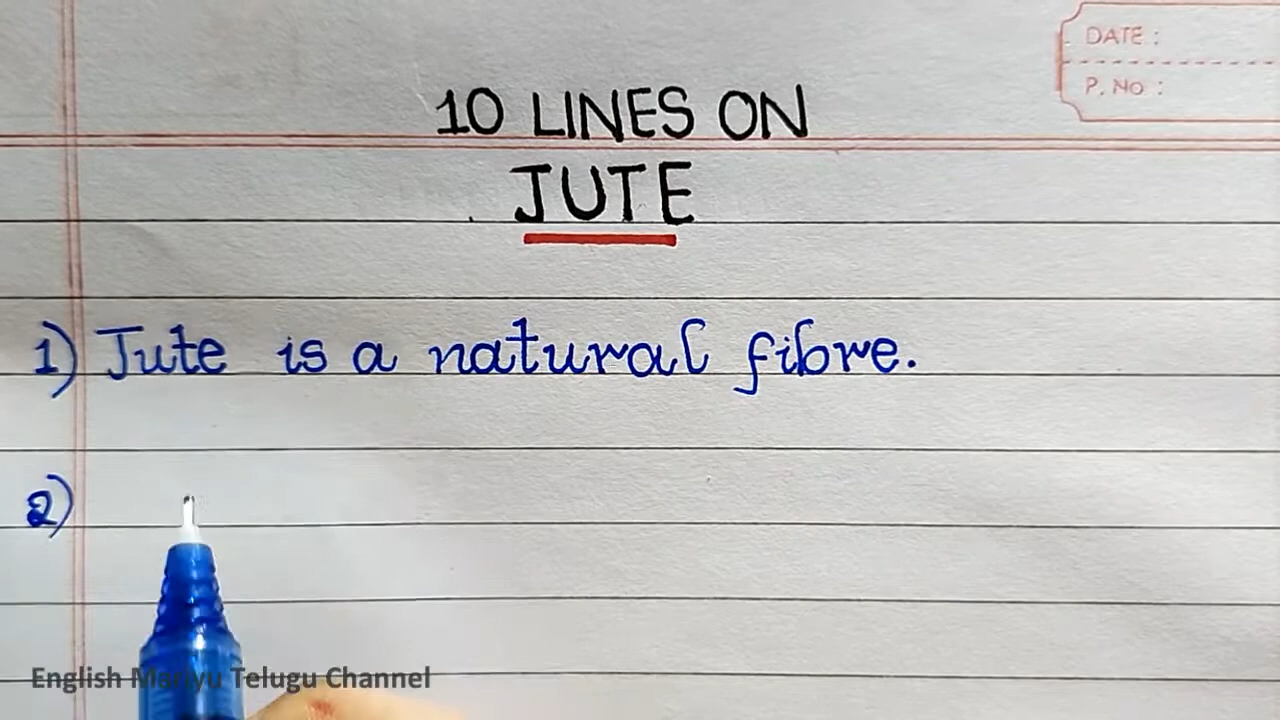 DATE :
P. No :
10 LINES ON
JUTE
1) Jute is a natural fibre.
2)
English Mariyu Telugu Channel